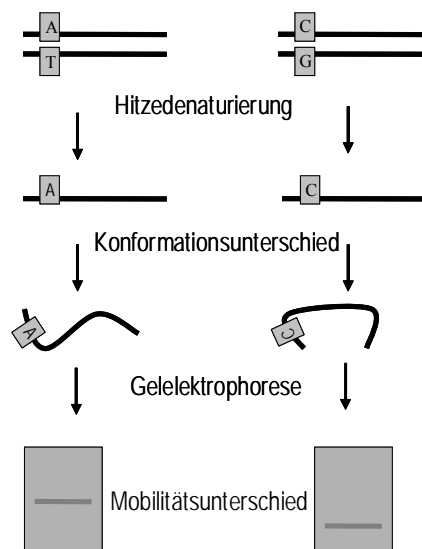 A C
T G
Hitzedenaturierung
A C
Konformationsunterschied
A C
Gelelektrophorese
Mobilitätsunterschied